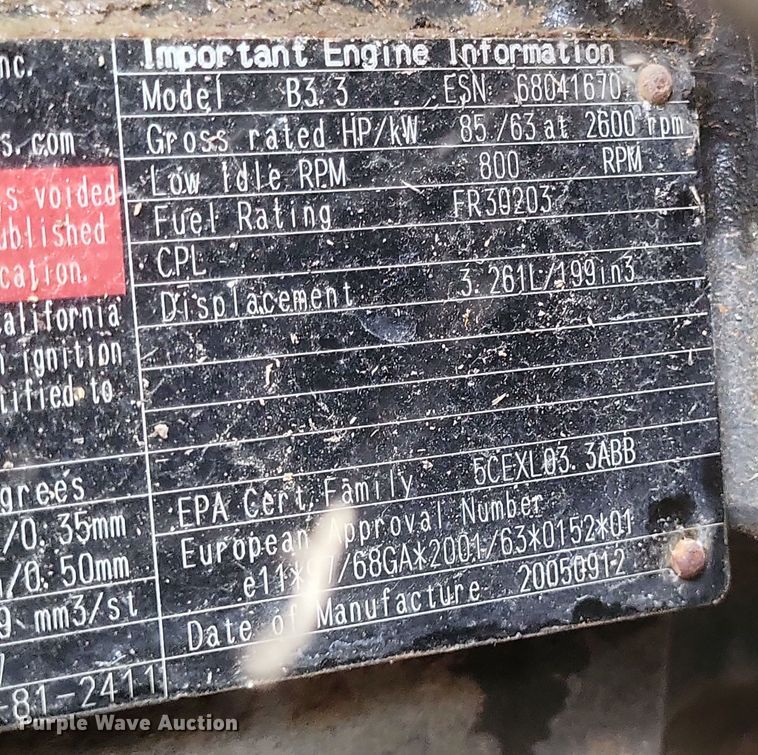 nc.
s.com
s voided
ublished
cation.
alifornia
n ignition
tified to
grees
/0.35mm
/0.50mm
9 mm3/st
-81-2411
Important Engine Information
Model B3.3 ESN 68041670
Gross rated HP/kW 85./63 at 2600 rpm
Low Idle RPM 800 RPM
Fuel Rating FR30203
CPL
Displacement 3.261L/199in3
EPA Cert. Family 5CEXL03.3ABB
European Approval Number
e11*97/68GA*2001/63*0152*01
Date of Manufacture 20050912
Purple Wave Auction